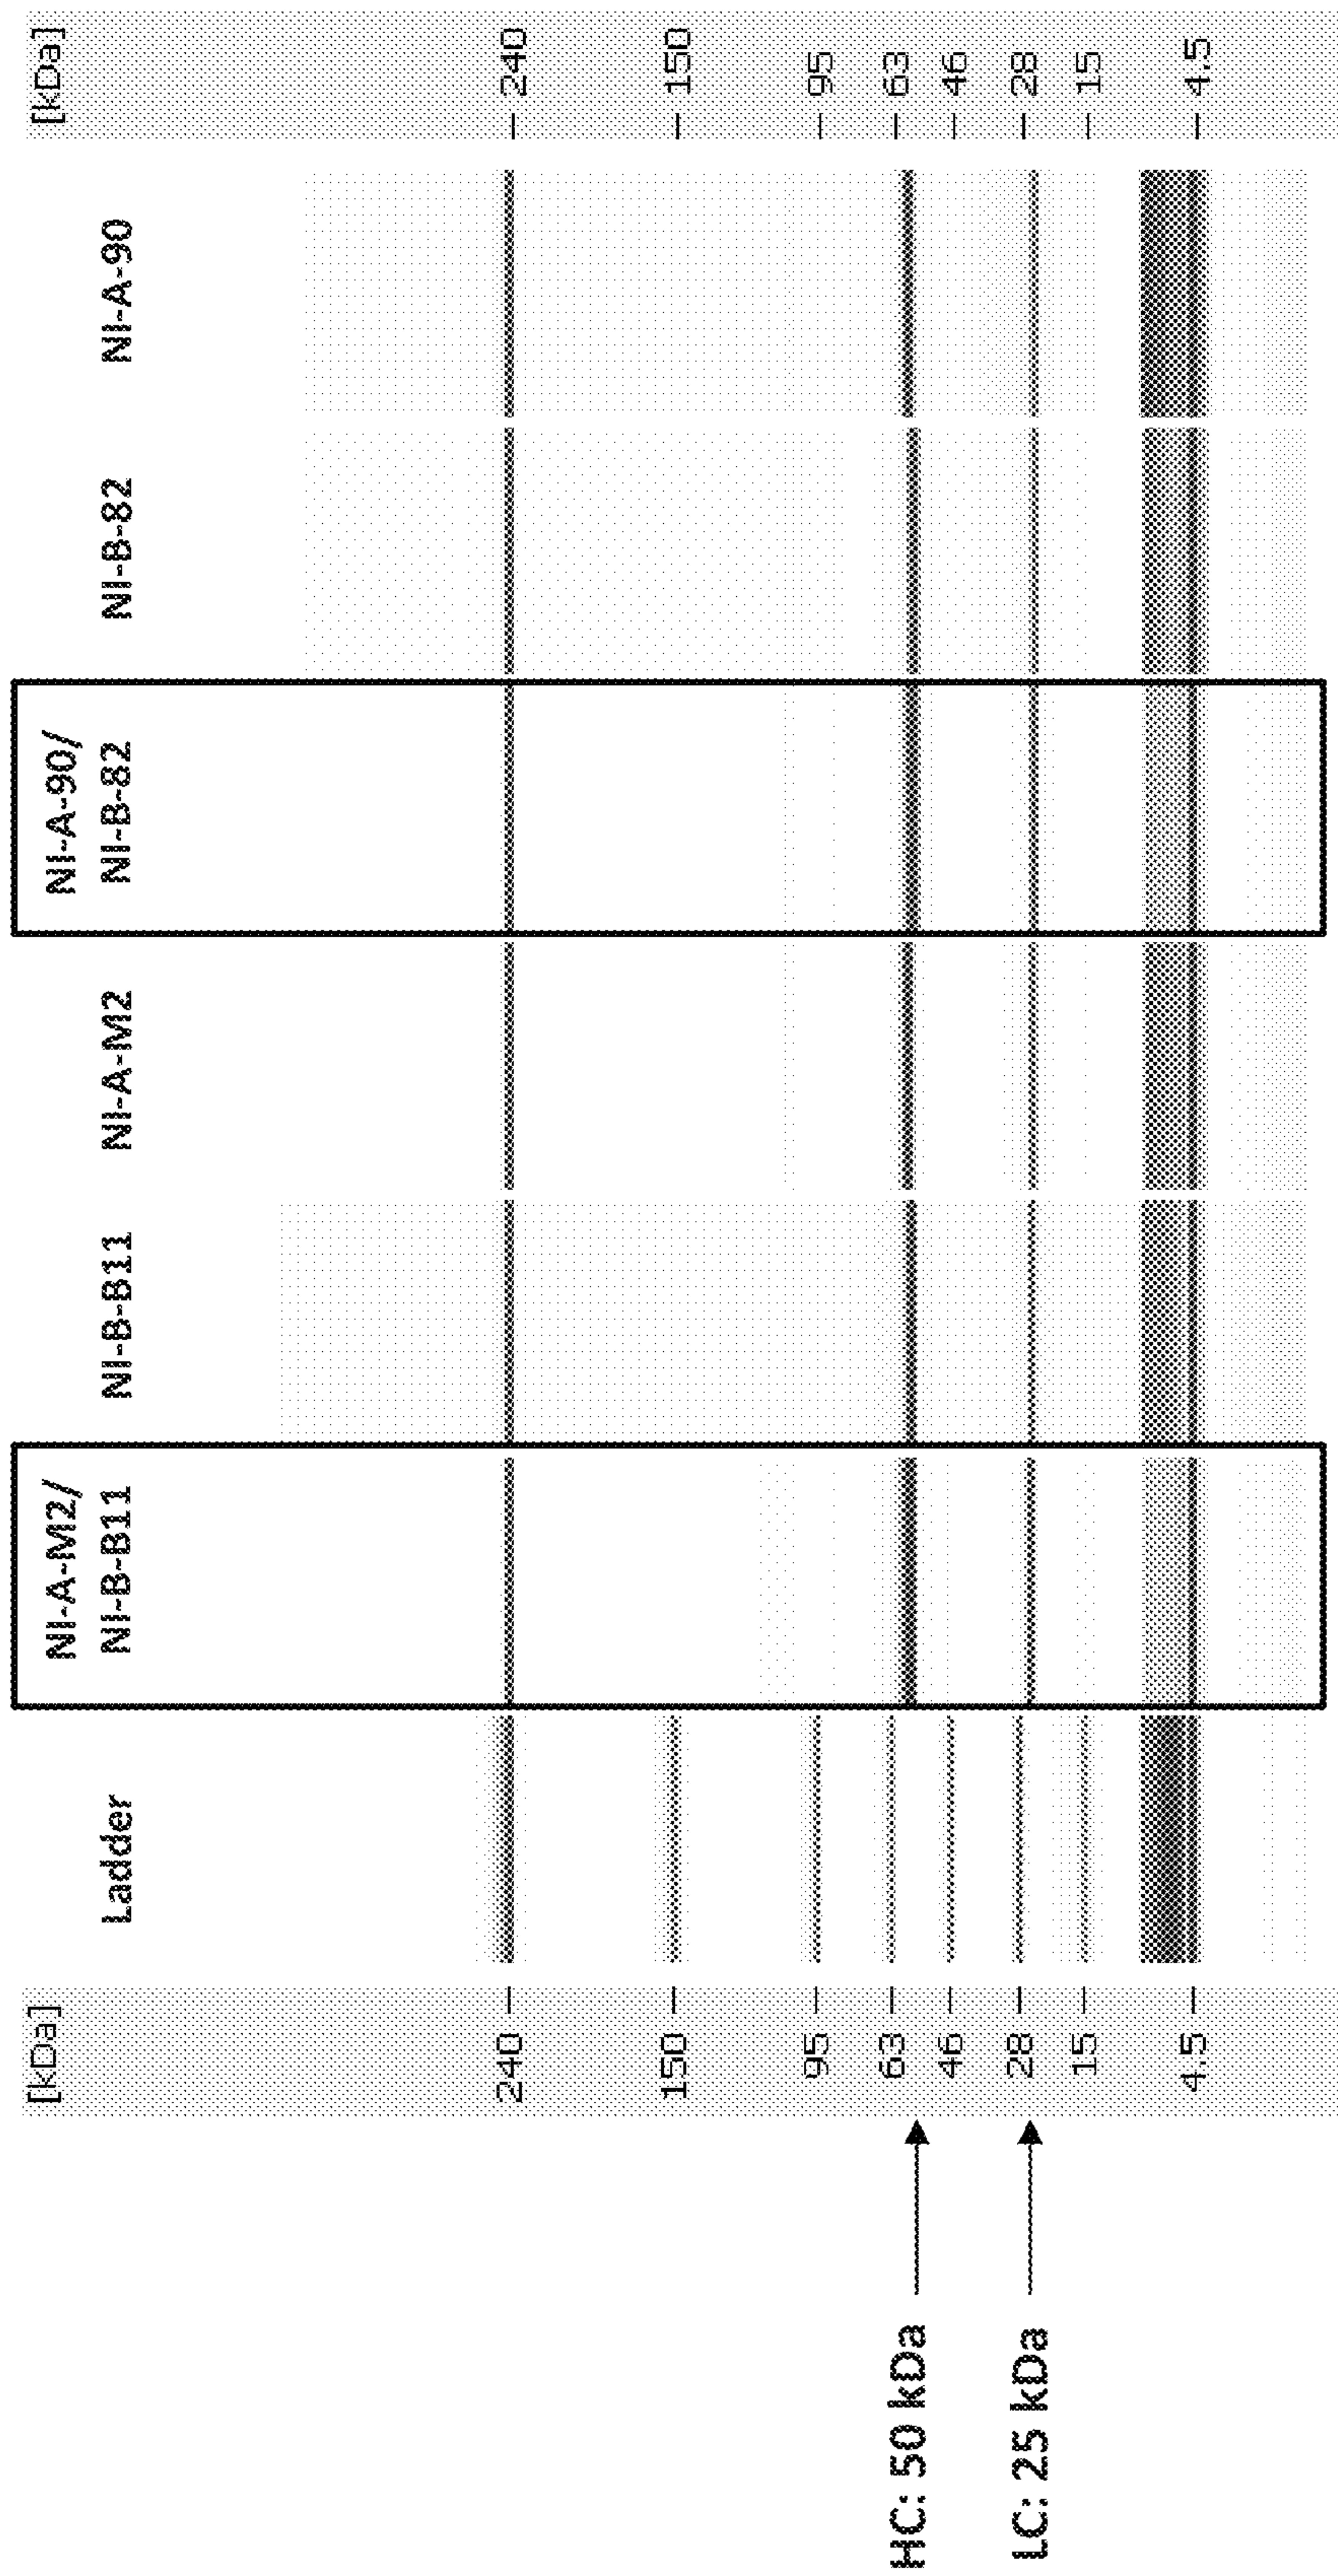 [kDa]
240
150
95
63
46
28
15
4.5
HC: 50 kDa
LC: 25 kDa
Ladder
NI-A-M2/
NI-B-B11
NI-B-B11
NI-A-M2
NI-A-90/
NI-B-82
NI-B-82
NI-A-90
[kDa]
240
150
95
63
46
28
15
4.5